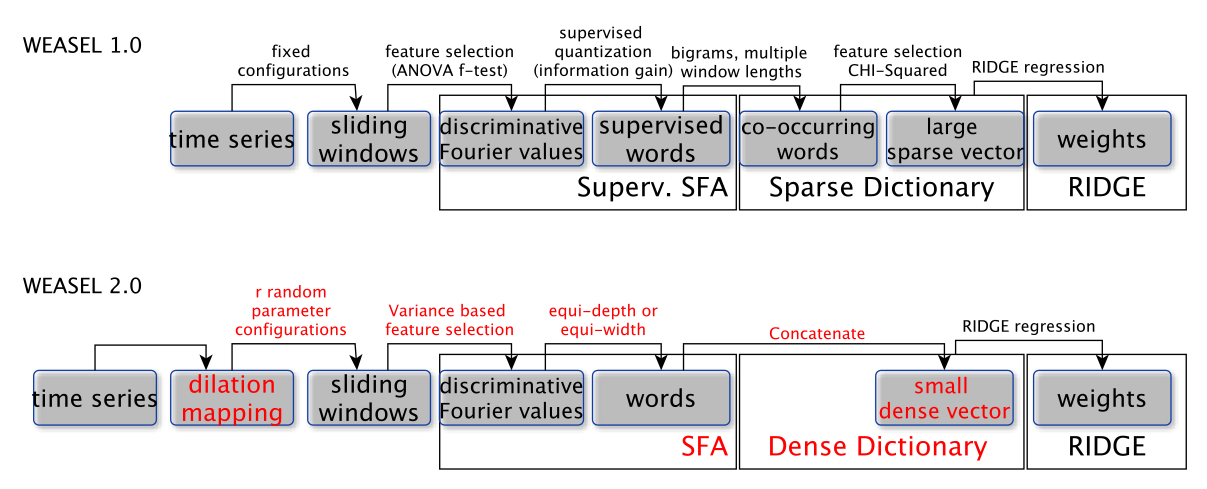 WEASEL 1.0
fixed
configurations
feature selection
(ANOVA f-test)
supervised
quantization
(information gain)
bigrams, multiple
window lengths
feature selection
CHI-Squared
RIDGE regression
time series
sliding
windows
discriminative
Fourier values
supervised
words
co-occurring
words
large
sparse vector
weights
Superv. SFA
Sparse Dictionary
RIDGE
WEASEL 2.0
r random
parameter
configurations
Variance based
feature selection
equi-depth or
equi-width
Concatenate
RIDGE regression
time series
dilation
mapping
sliding
windows
discriminative
Fourier values
words
small
dense vector
weights
SFA
Dense Dictionary
RIDGE